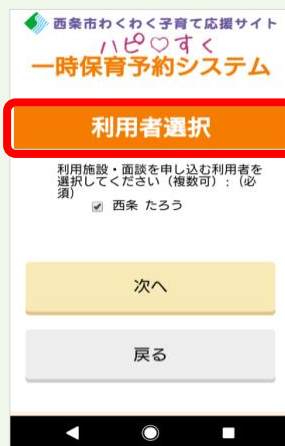 西条市わくわく子育て応援サイト
ハピ♡すく
一時保育予約システム
利用者選択
利用施設・面談を申し込む利用者を
選択してください（複数可）：（必
須）
西条 たろう
次へ
戻る